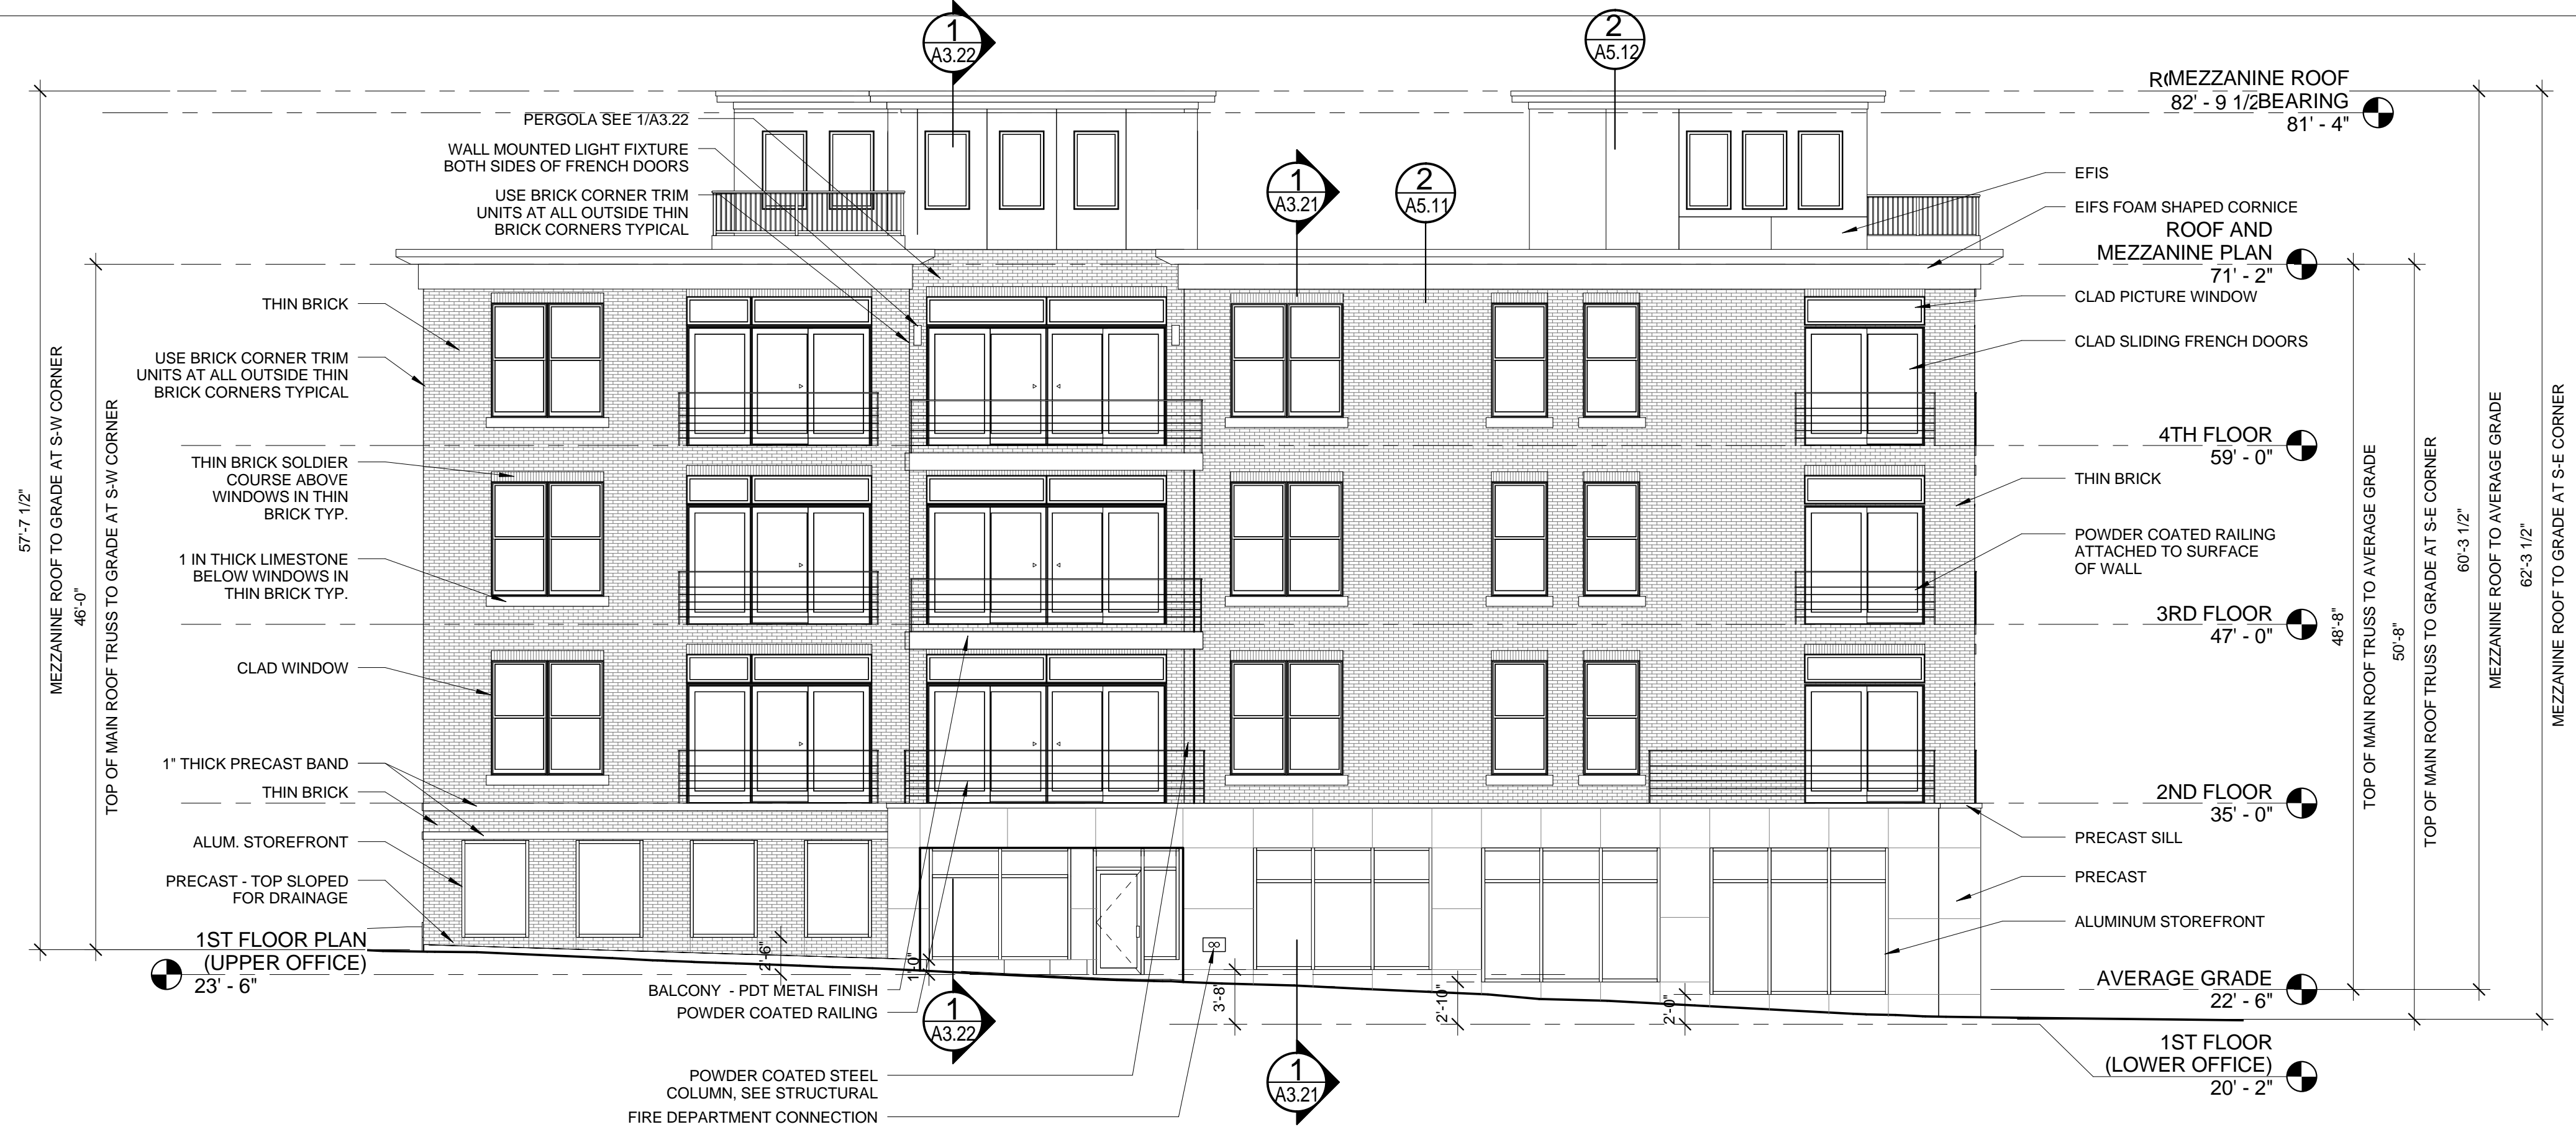 1
A3.22
2
A5.12
MEZZANINE ROOF
82' - 9 1/2
BEARING
81' - 4"
PERGOLA SEE 1/A3.22
WALL MOUNTED LIGHT FIXTURE
BOTH SIDES OF FRENCH DOORS
USE BRICK CORNER TRIM
UNITS AT ALL OUTSIDE THIN
BRICK CORNERS TYPICAL
1
A3.21
2
A5.11
EFIS
EIFS FOAM SHAPED CORNICE
ROOF AND
MEZZANINE PLAN
71' - 2"
THIN BRICK
USE BRICK CORNER TRIM
UNITS AT ALL OUTSIDE THIN
BRICK CORNERS TYPICAL
THIN BRICK SOLDIER
COURSE ABOVE
WINDOWS IN THIN
BRICK TYP.
1 IN THICK LIMESTONE
BELOW WINDOWS IN
THIN BRICK TYP.
CLAD WINDOW
1" THICK PRECAST BAND
THIN BRICK
ALUM. STOREFRONT
PRECAST - TOP SLOPED
FOR DRAINAGE
1ST FLOOR PLAN
(UPPER OFFICE)
23' - 6"
57'-7 1/2"
MEZZANINE ROOF TO GRADE AT S-W CORNER
46'-0"
TOP OF MAIN ROOF TRUSS TO GRADE AT S-W CORNER
CLAD PICTURE WINDOW
CLAD SLIDING FRENCH DOORS
4TH FLOOR
59' - 0"
THIN BRICK
POWDER COATED RAILING
ATTACHED TO SURFACE
OF WALL
3RD FLOOR
47' - 0"
2ND FLOOR
35' - 0"
PRECAST SILL
PRECAST
ALUMINUM STOREFRONT
AVERAGE GRADE
22' - 6"
1ST FLOOR
(LOWER OFFICE)
20' - 2"
48'-8"
TOP OF MAIN ROOF TRUSS TO AVERAGE GRADE
50'-8"
TOP OF MAIN ROOF TRUSS TO GRADE AT S-E CORNER
60'-3 1/2"
MEZZANINE ROOF TO AVERAGE GRADE
62'-3 1/2"
MEZZANINE ROOF TO GRADE AT S-E CORNER
2'-6"
1'-0"
3'-8"
2'-10"
2'-0"
BALCONY - PDT METAL FINISH
POWDER COATED RAILING
1
A3.22
POWDER COATED STEEL
COLUMN, SEE STRUCTURAL
FIRE DEPARTMENT CONNECTION
1
A3.21